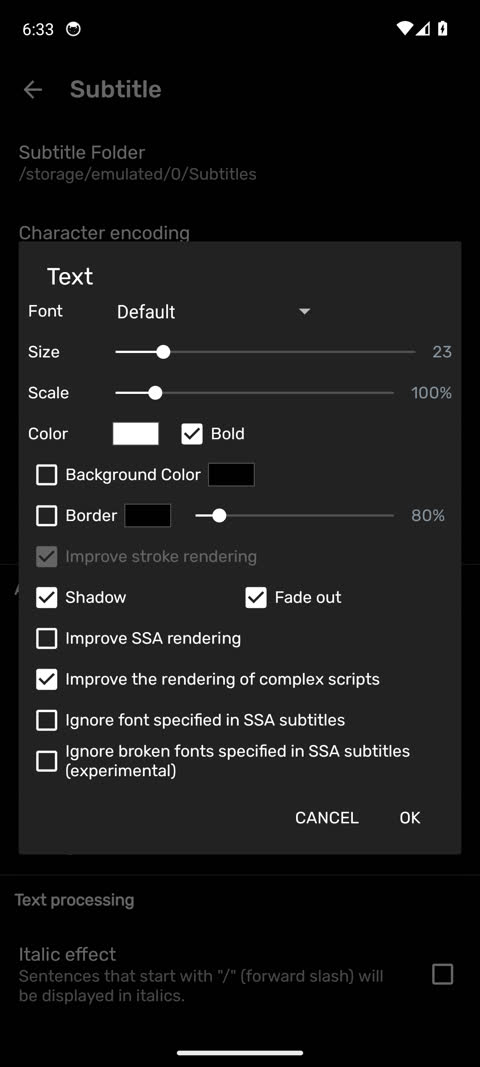 6:33
Subtitle
Subtitle Folder
/storage/emulated/0/Subtitles
Character encoding
Text
Font Default
Size 23
Scale 100%
Color Bold
Background Color
Border 80%
Improve stroke rendering
Shadow Fade out
Improve SSA rendering
Improve the rendering of complex scripts
Ignore font specified in SSA subtitles
Ignore broken fonts specified in SSA subtitles
(experimental)
CANCEL OK
Text processing
Italic effect
Sentences that start with "/" (forward slash) will
be displayed in italics.